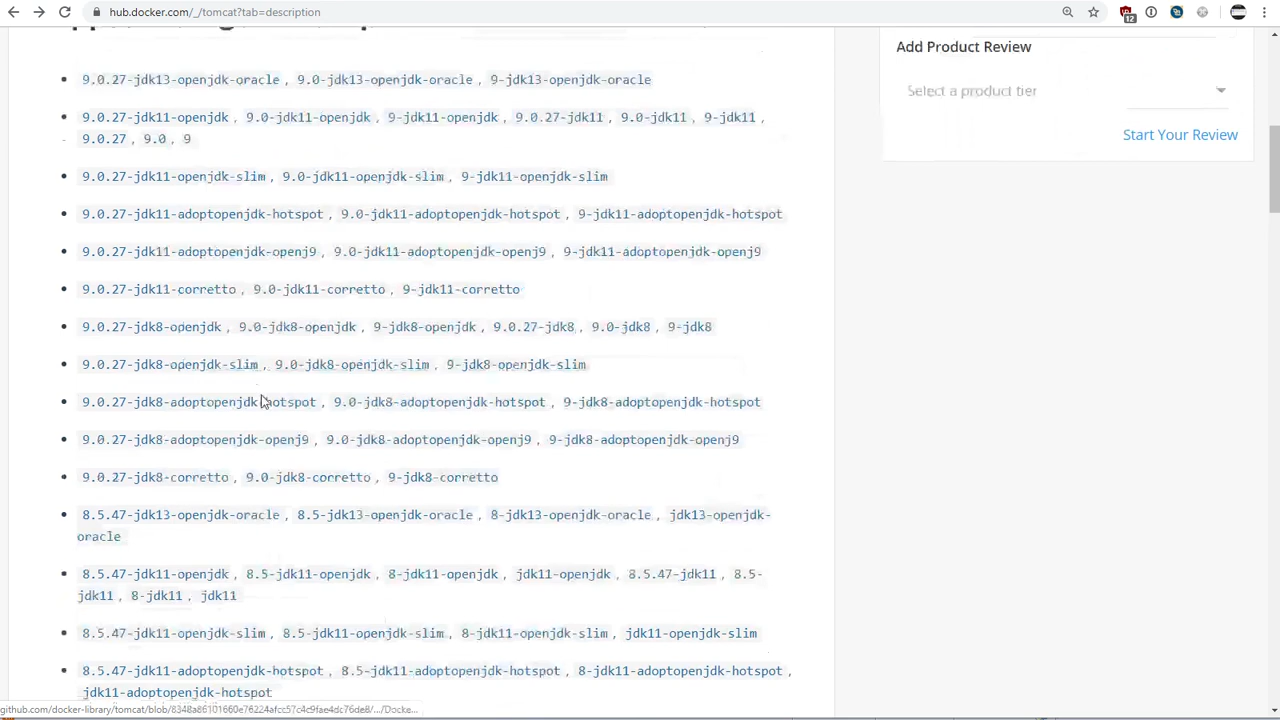 hub.docker.com/_/tomcat?tab=description
12
Add Product Review
9.0.27-jdk13-openjdk-oracle , 9.0-jdk13-openjdk-oracle , 9-jdk13-openjdk-oracle
Select a product tier
9.0.27-jdk11-openjdk , 9.0-jdk11-openjdk , 9-jdk11-openjdk , 9.0.27-jdk11 , 9.0-jdk11 , 9-jdk11 ,
9.0.27 , 9.0 , 9
Start Your Review
9.0.27-jdk11-openjdk-slim , 9.0-jdk11-openjdk-slim , 9-jdk11-openjdk-slim
9.0.27-jdk11-adoptopenjdk-hotspot , 9.0-jdk11-adoptopenjdk-hotspot , 9-jdk11-adoptopenjdk-hotspot
9.0.27-jdk11-adoptopenjdk-openj9 , 9.0-jdk11-adoptopenjdk-openj9 , 9-jdk11-adoptopenjdk-openj9
9.0.27-jdk11-corretto , 9.0-jdk11-corretto , 9-jdk11-corretto
9.0.27-jdk8-openjdk , 9.0-jdk8-openjdk , 9-jdk8-openjdk , 9.0.27-jdk8 , 9.0-jdk8 , 9-jdk8
9.0.27-jdk8-openjdk-slim , 9.0-jdk8-openjdk-slim , 9-jdk8-openjdk-slim
9.0.27-jdk8-adoptopenjdk-hotspot , 9.0-jdk8-adoptopenjdk-hotspot , 9-jdk8-adoptopenjdk-hotspot
9.0.27-jdk8-adoptopenjdk-openj9 , 9.0-jdk8-adoptopenjdk-openj9 , 9-jdk8-adoptopenjdk-openj9
9.0.27-jdk8-corretto , 9.0-jdk8-corretto , 9-jdk8-corretto
8.5.47-jdk13-openjdk-oracle , 8.5-jdk13-openjdk-oracle , 8-jdk13-openjdk-oracle , jdk13-openjdk-
oracle
8.5.47-jdk11-openjdk , 8.5-jdk11-openjdk , 8-jdk11-openjdk , jdk11-openjdk , 8.5.47-jdk11 , 8.5-
jdk11 , 8-jdk11 , jdk11
8.5.47-jdk11-openjdk-slim , 8.5-jdk11-openjdk-slim , 8-jdk11-openjdk-slim , jdk11-openjdk-slim
8.5.47-jdk11-adoptopenjdk-hotspot , 8.5-jdk11-adoptopenjdk-hotspot , 8-jdk11-adoptopenjdk-hotspot ,
jdk11-adoptopenjdk-hotspot